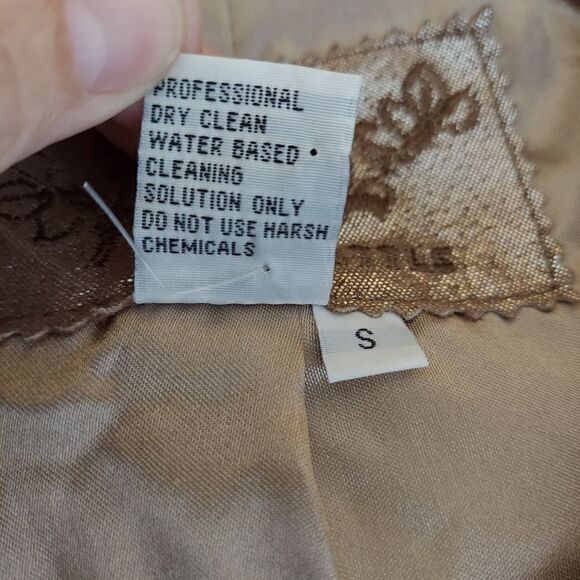 PROFESSIONAL
DRY CLEAN
WATER BASED
CLEANING
SOLUTION ONLY
DO NOT USE HARSH
CHEMICALS
S